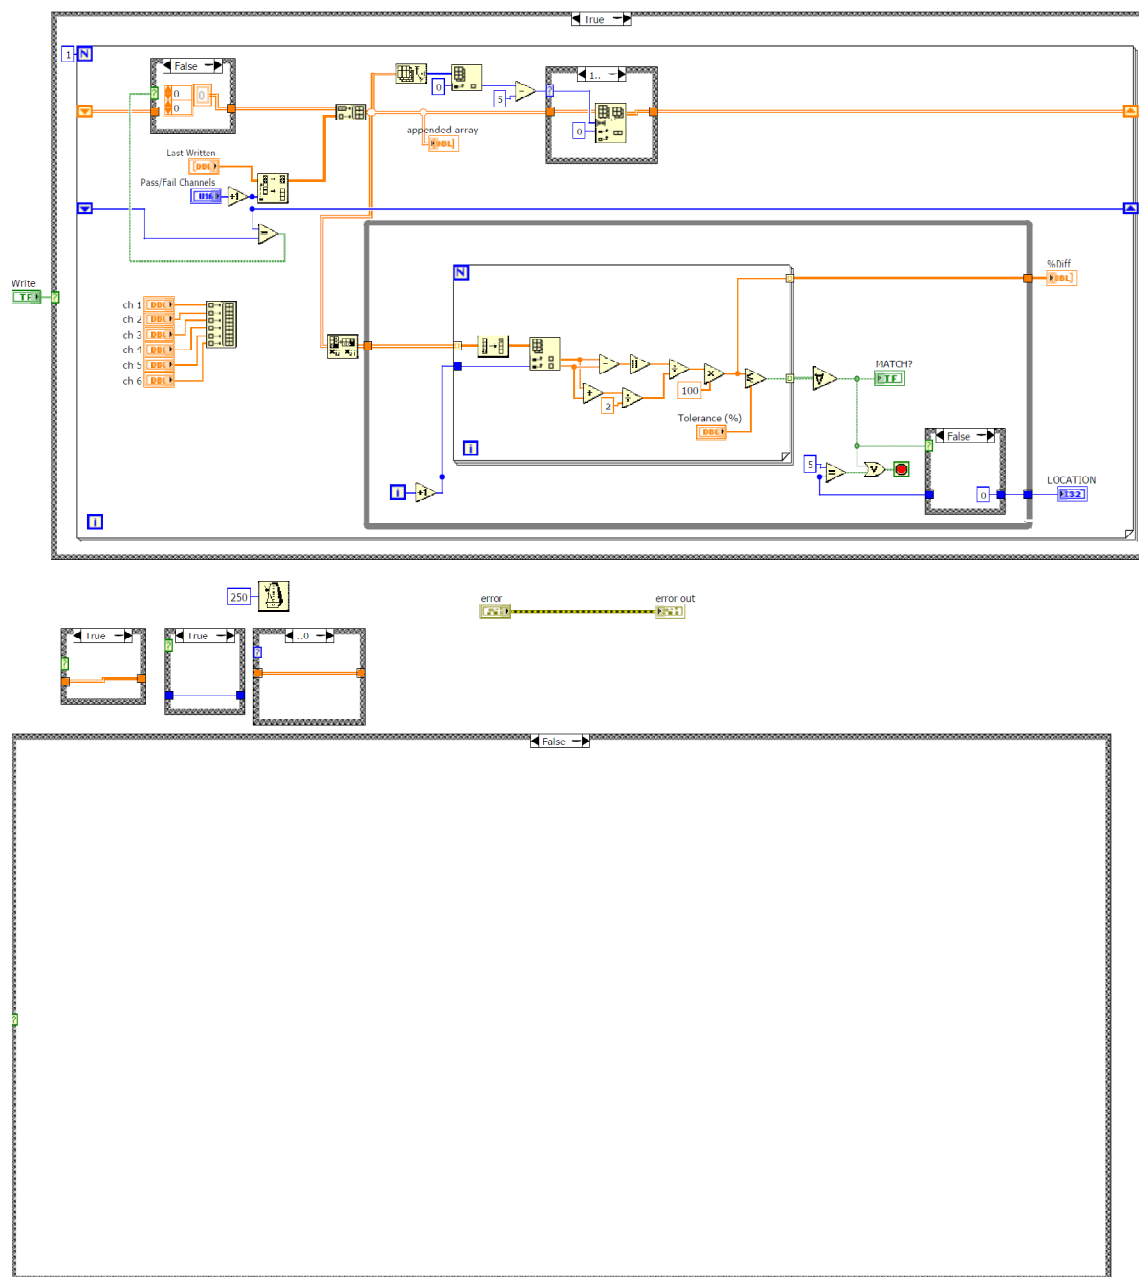 True
1 N
False
0
0
0
0
5
1..
0
appended array
DBL]
Last Written
[DBL
Pass/Fail Channels
I16
+1
=
Write
TF
%Diff
DBL]
N
ch 1 DBL
ch 2 DBL
ch 3 DBL
ch 4 DBL
ch 5 DBL
ch 6 DBL
MATCH?
TF
100
2
Tolerance (%)
DBL
False
i
5
0
LOCATION
I32
i +1
i
250
error
error out
True
True
..0
False